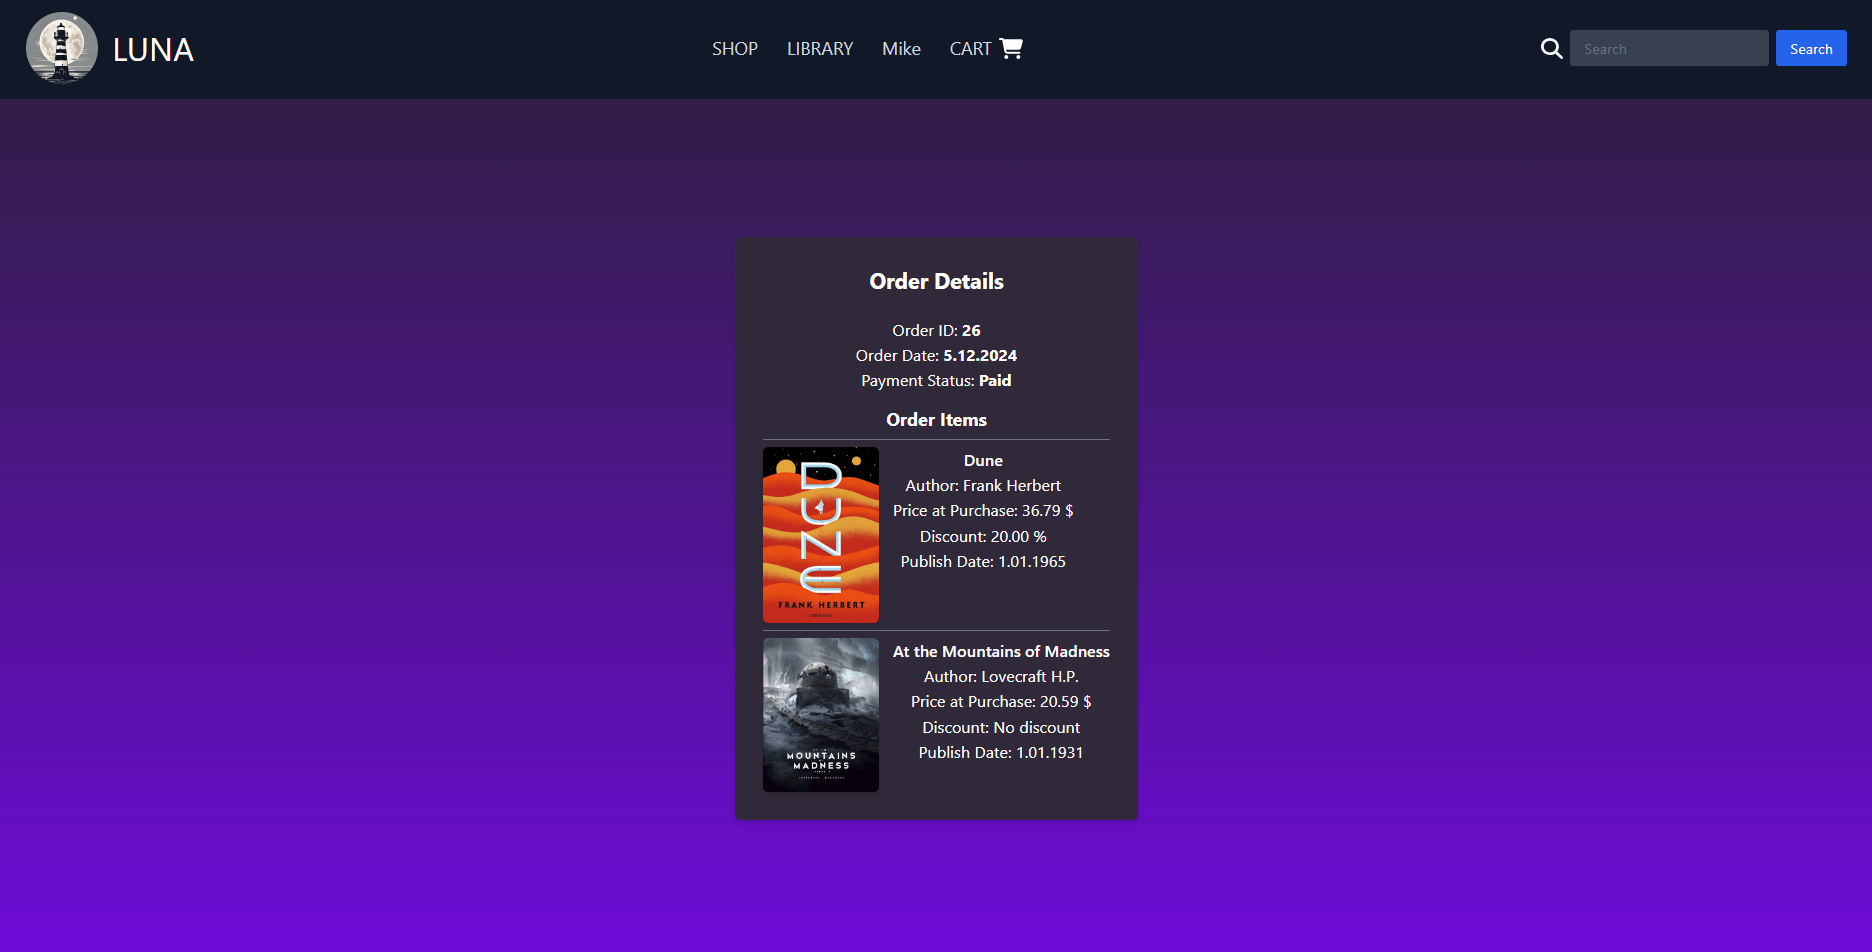 LUNA
SHOP LIBRARY Mike CART
Search Search
Order Details
Order ID: 26
Order Date: 5.12.2024
Payment Status: Paid
Order Items
DUNE
FRANK HERBERT
Dune
Author: Frank Herbert
Price at Purchase: 36.79 $
Discount: 20.00 %
Publish Date: 1.01.1965
MOUNTAINS
MADNESS
At the Mountains of Madness
Author: Lovecraft H.P.
Price at Purchase: 20.59 $
Discount: No discount
Publish Date: 1.01.1931